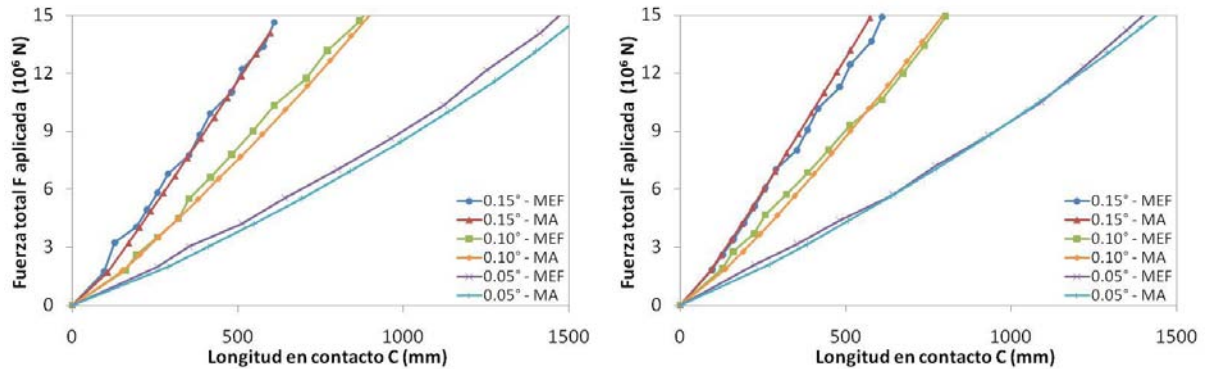 Fuerza total F aplicada (10⁶ N)
15
12
9
6
3
0
0.15° - MEF
0.15° - MA
0.10° - MEF
0.10° - MA
0.05° - MEF
0.05° - MA
0 500 1000 1500
Longitud en contacto C (mm)
Fuerza total F aplicada (10⁶ N)
15
12
9
6
3
0
0.15° - MEF
0.15° - MA
0.10° - MEF
0.10° - MA
0.05° - MEF
0.05° - MA
0 500 1000 1500
Longitud en contacto C (mm)